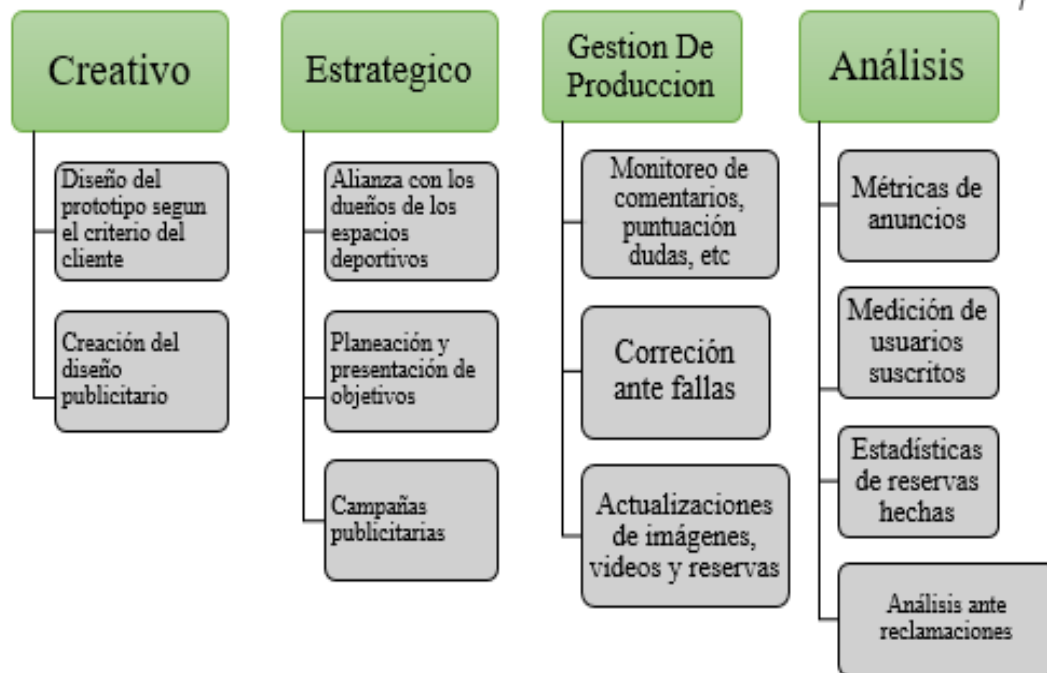 Creativo
Diseño del
prototipo segun
el criterio del
cliente
Creación del
diseño
publicitario
Estrategico
Alianza con los
dueños de los
espacios
deportivos
Planeación y
presentación de
objetivos
Campañas
publicitarias
Gestion De
Produccion
Monitoreo de
comentarios,
puntuación
dudas, etc
Correción
ante fallas
Actualizaciones
de imágenes,
videos y reservas
Análisis
Métricas de
anuncios
Medición de
usuarios
suscritos
Estadísticas
de reservas
hechas
Análisis ante
reclamaciones